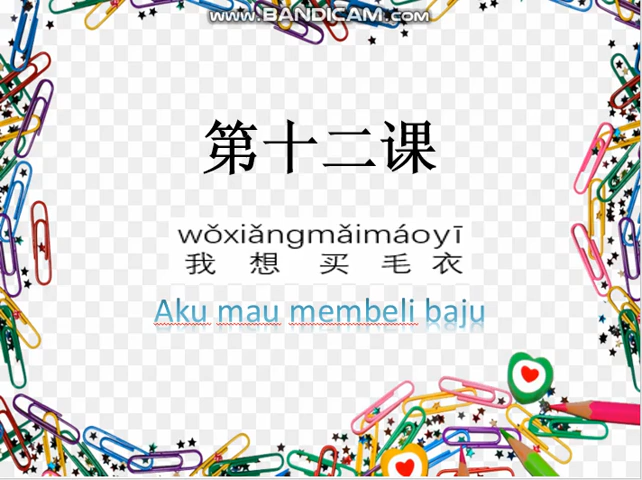 www.BANDICAM.com
第十二课
wǒxiǎngmǎimáoyī
我 想 买 毛 衣
Aku mau membeli baju